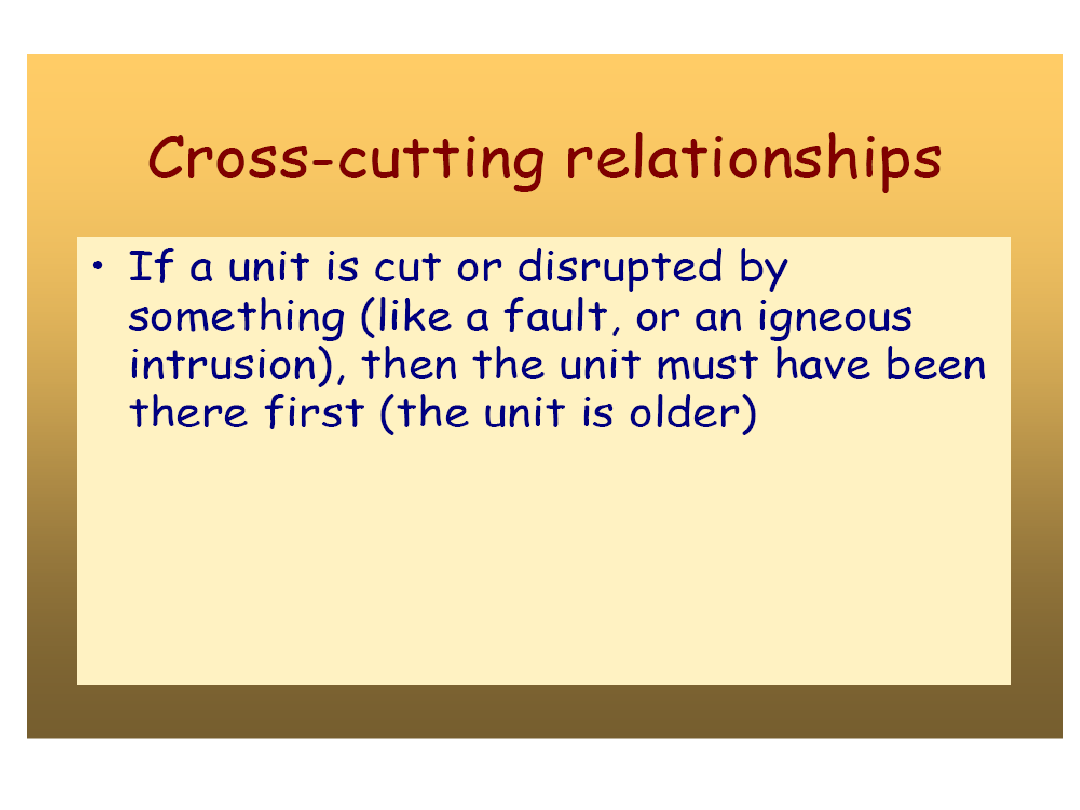 Cross-cutting relationships
• If a unit is cut or disrupted by
something (like a fault, or an igneous
intrusion), then the unit must have been
there first (the unit is older)